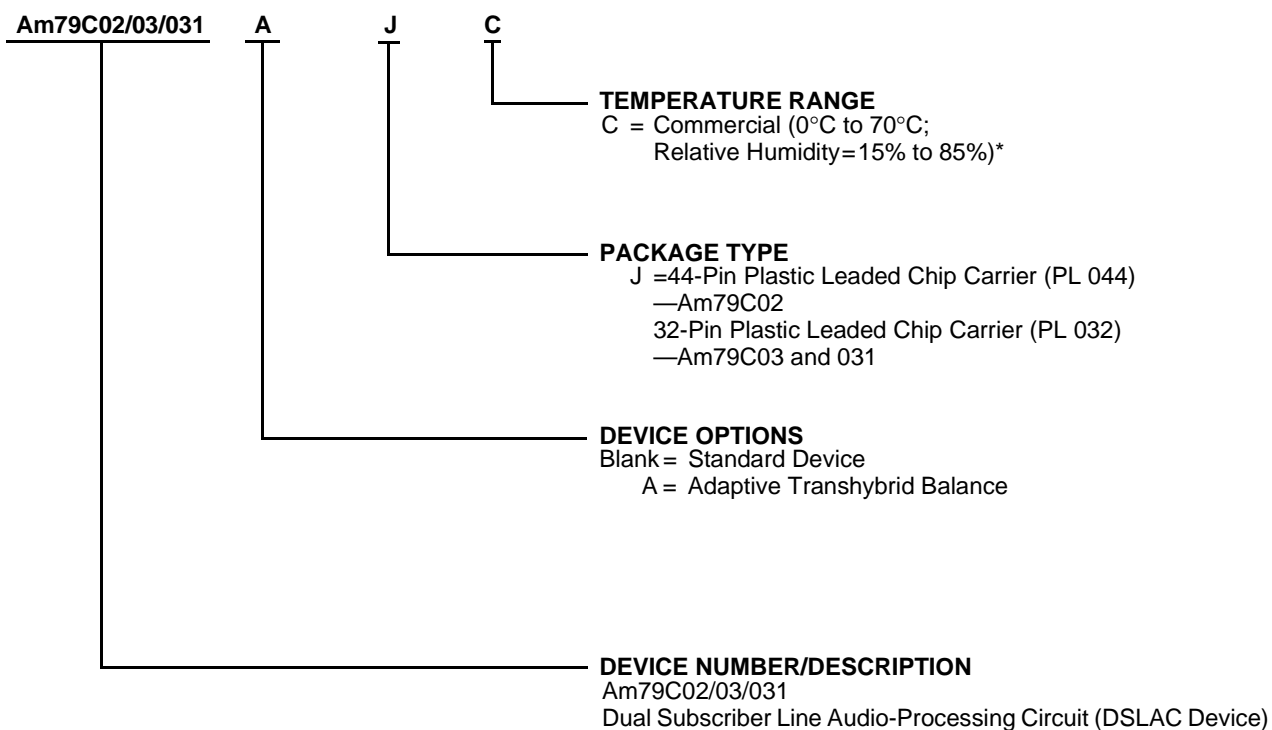 Am79C02/03/031 A J C
TEMPERATURE RANGE
C = Commercial (0°C to 70°C;
Relative Humidity=15% to 85%)*
PACKAGE TYPE
J =44-Pin Plastic Leaded Chip Carrier (PL 044)
—Am79C02
32-Pin Plastic Leaded Chip Carrier (PL 032)
—Am79C03 and 031
DEVICE OPTIONS
Blank= Standard Device
A= Adaptive Transhybrid Balance
DEVICE NUMBER/DESCRIPTION
Am79C02/03/031
Dual Subscriber Line Audio-Processing Circuit (DSLAC Device)